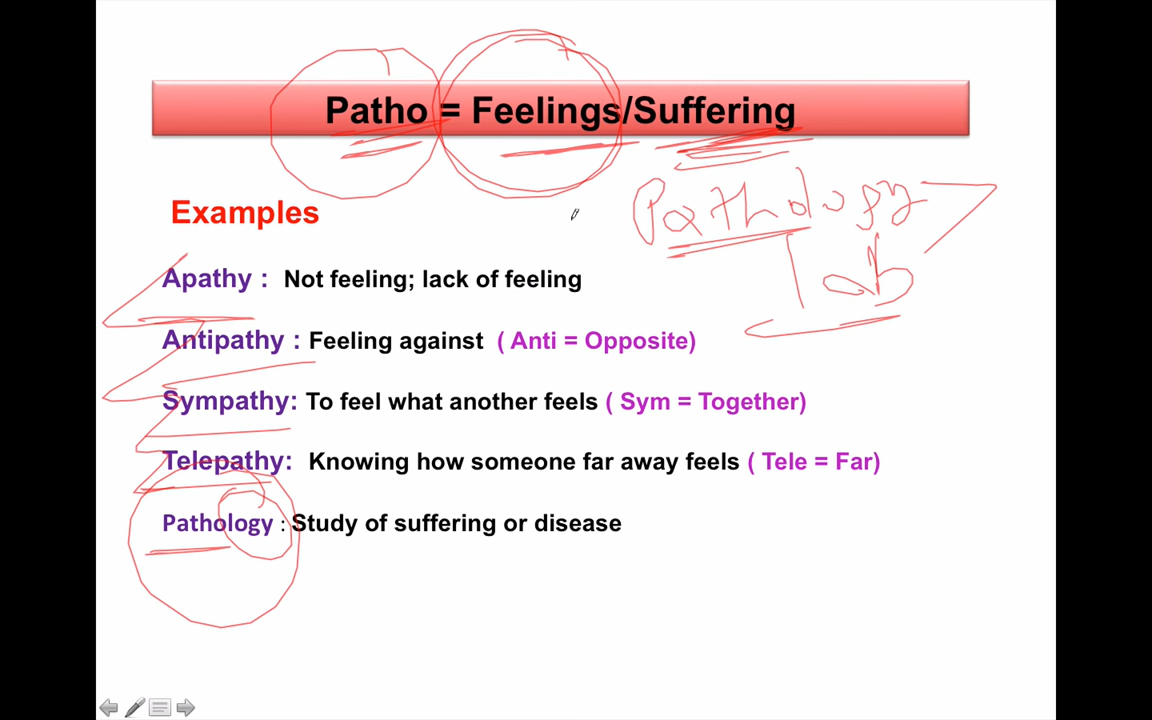 Patho = Feelings/Suffering
Pathology
Lab
Examples
Apathy : Not feeling; lack of feeling
Antipathy : Feeling against ( Anti = Opposite)
Sympathy: To feel what another feels ( Sym = Together)
Telepathy: Knowing how someone far away feels ( Tele = Far)
Pathology : Study of suffering or disease